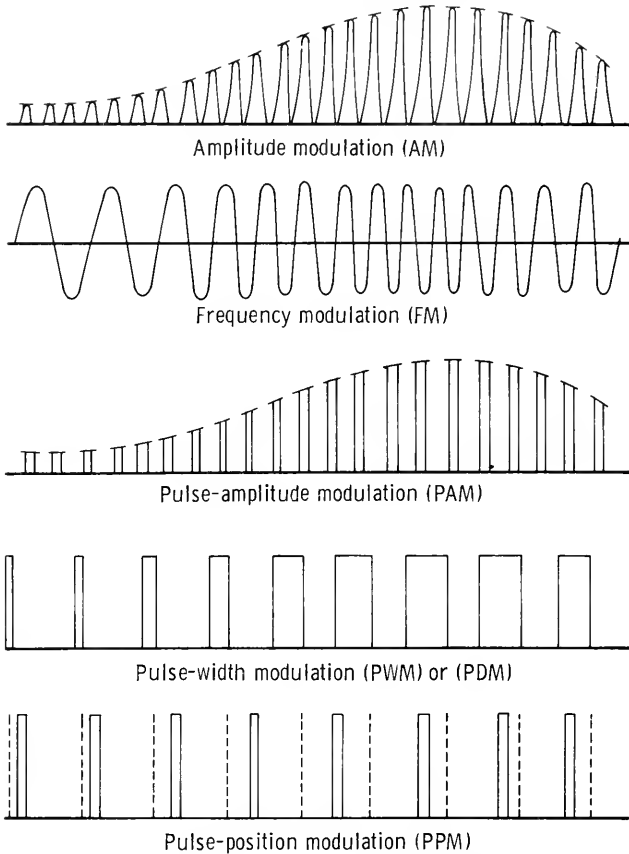 Amplitude modulation (AM)
Frequency modulation (FM)
Pulse-amplitude modulation (PAM)
Pulse-width modulation (PWM) or (PDM)
Pulse-position modulation (PPM)